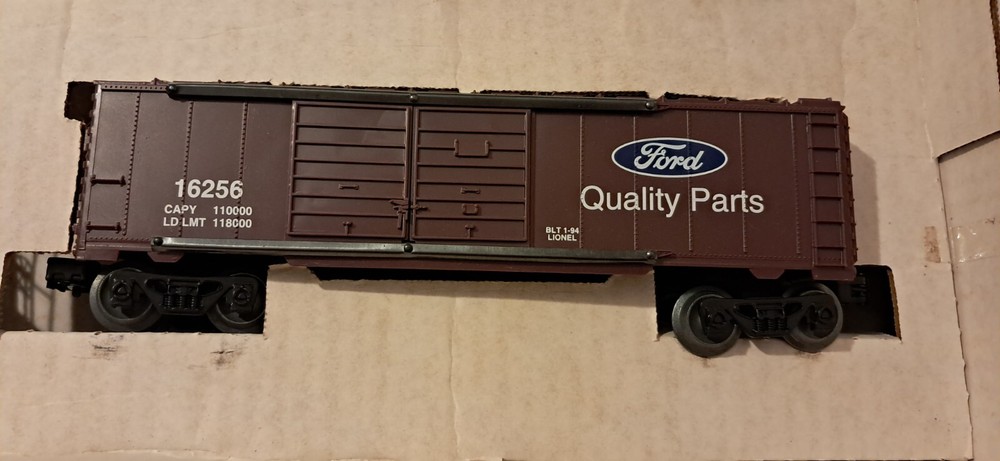 16256
CAPY 110000
LD LMT 118000
Ford
Quality Parts
BLT 1-94
LIONEL